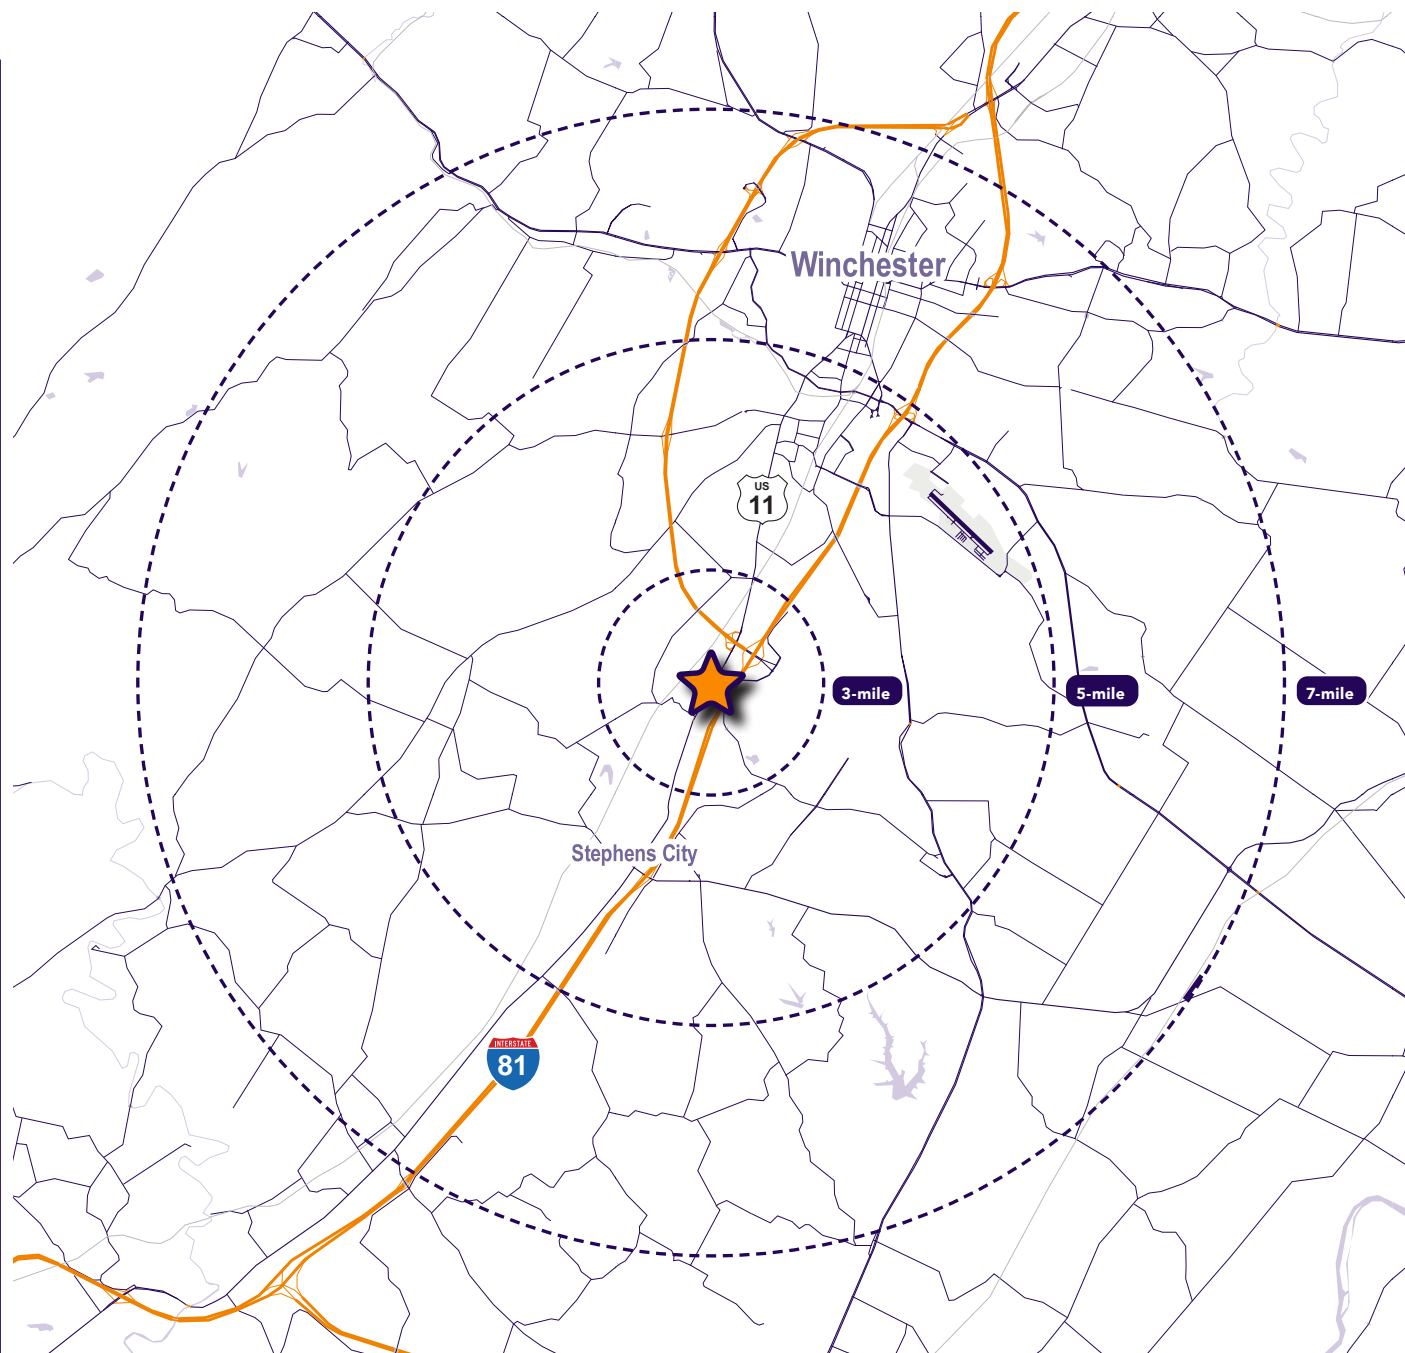 Winchester
US
11
3-mile
5-mile
7-mile
Stephens City
INTERSTATE
81